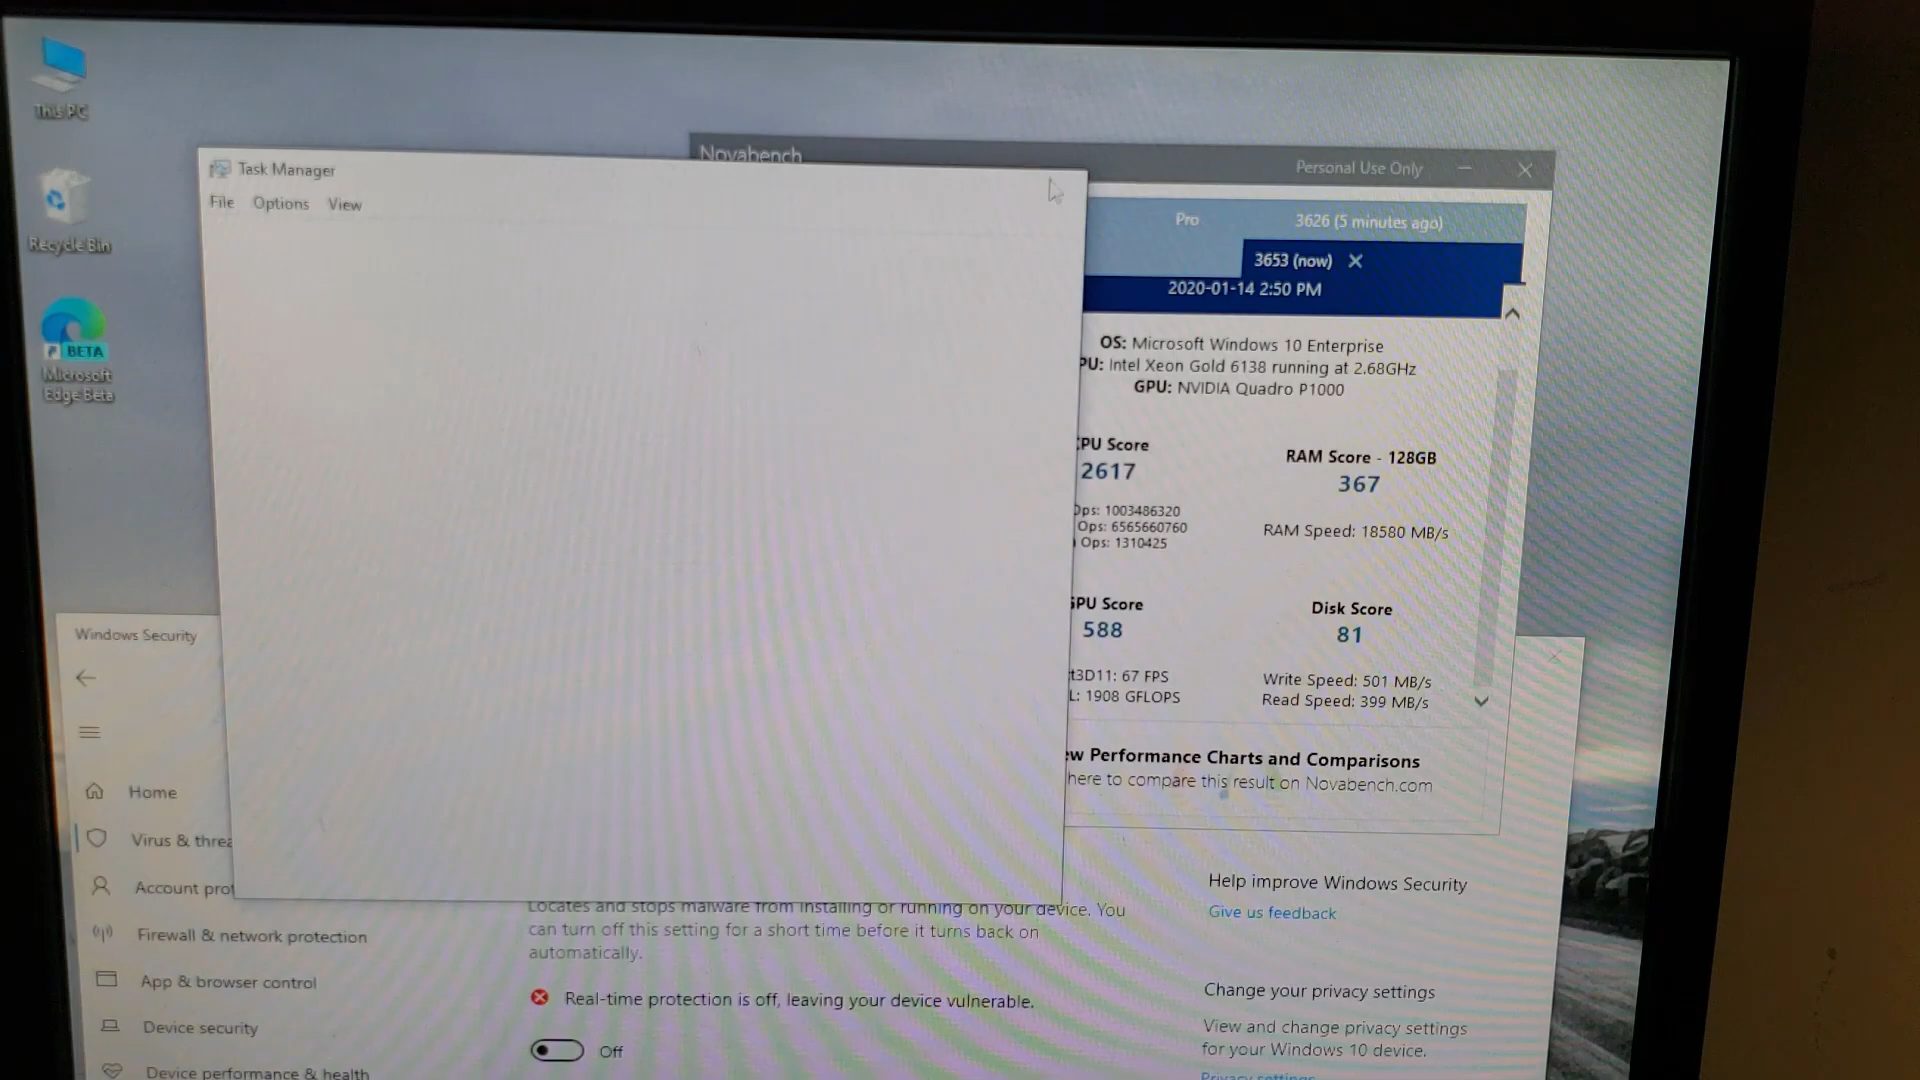 This PC
Recycle Bin
BETA
Microsoft
Edge Beta
Task Manager
File Options View
Novabench
Personal Use Only
Pro
3626 (5 minutes ago)
3653 (now)
2020-01-14 2:50 PM
OS: Microsoft Windows 10 Enterprise
PU: Intel Xeon Gold 6138 running at 2.68GHz
GPU: NVIDIA Quadro P1000
PU Score
2617
Ops: 1003486320
Ops: 6565660760
Ops: 1310425
RAM Score - 128GB
367
RAM Speed: 18580 MB/s
GPU Score
588
t3D11: 67 FPS
L: 1908 GFLOPS
Disk Score
81
Write Speed: 501 MB/s
Read Speed: 399 MB/s
ew Performance Charts and Comparisons
here to compare this result on Novabench.com
Windows Security
Home
Virus & threa
Account prot
Firewall & network protection
App & browser control
Device security
Device performance & health
Locates and stops malware from installing or running on your device. You
can turn off this setting for a short time before it turns back on
automatically.
Real-time protection is off, leaving your device vulnerable.
Off
Help improve Windows Security
Give us feedback
Change your privacy settings
View and change privacy settings
for your Windows 10 device.
Privacy settings